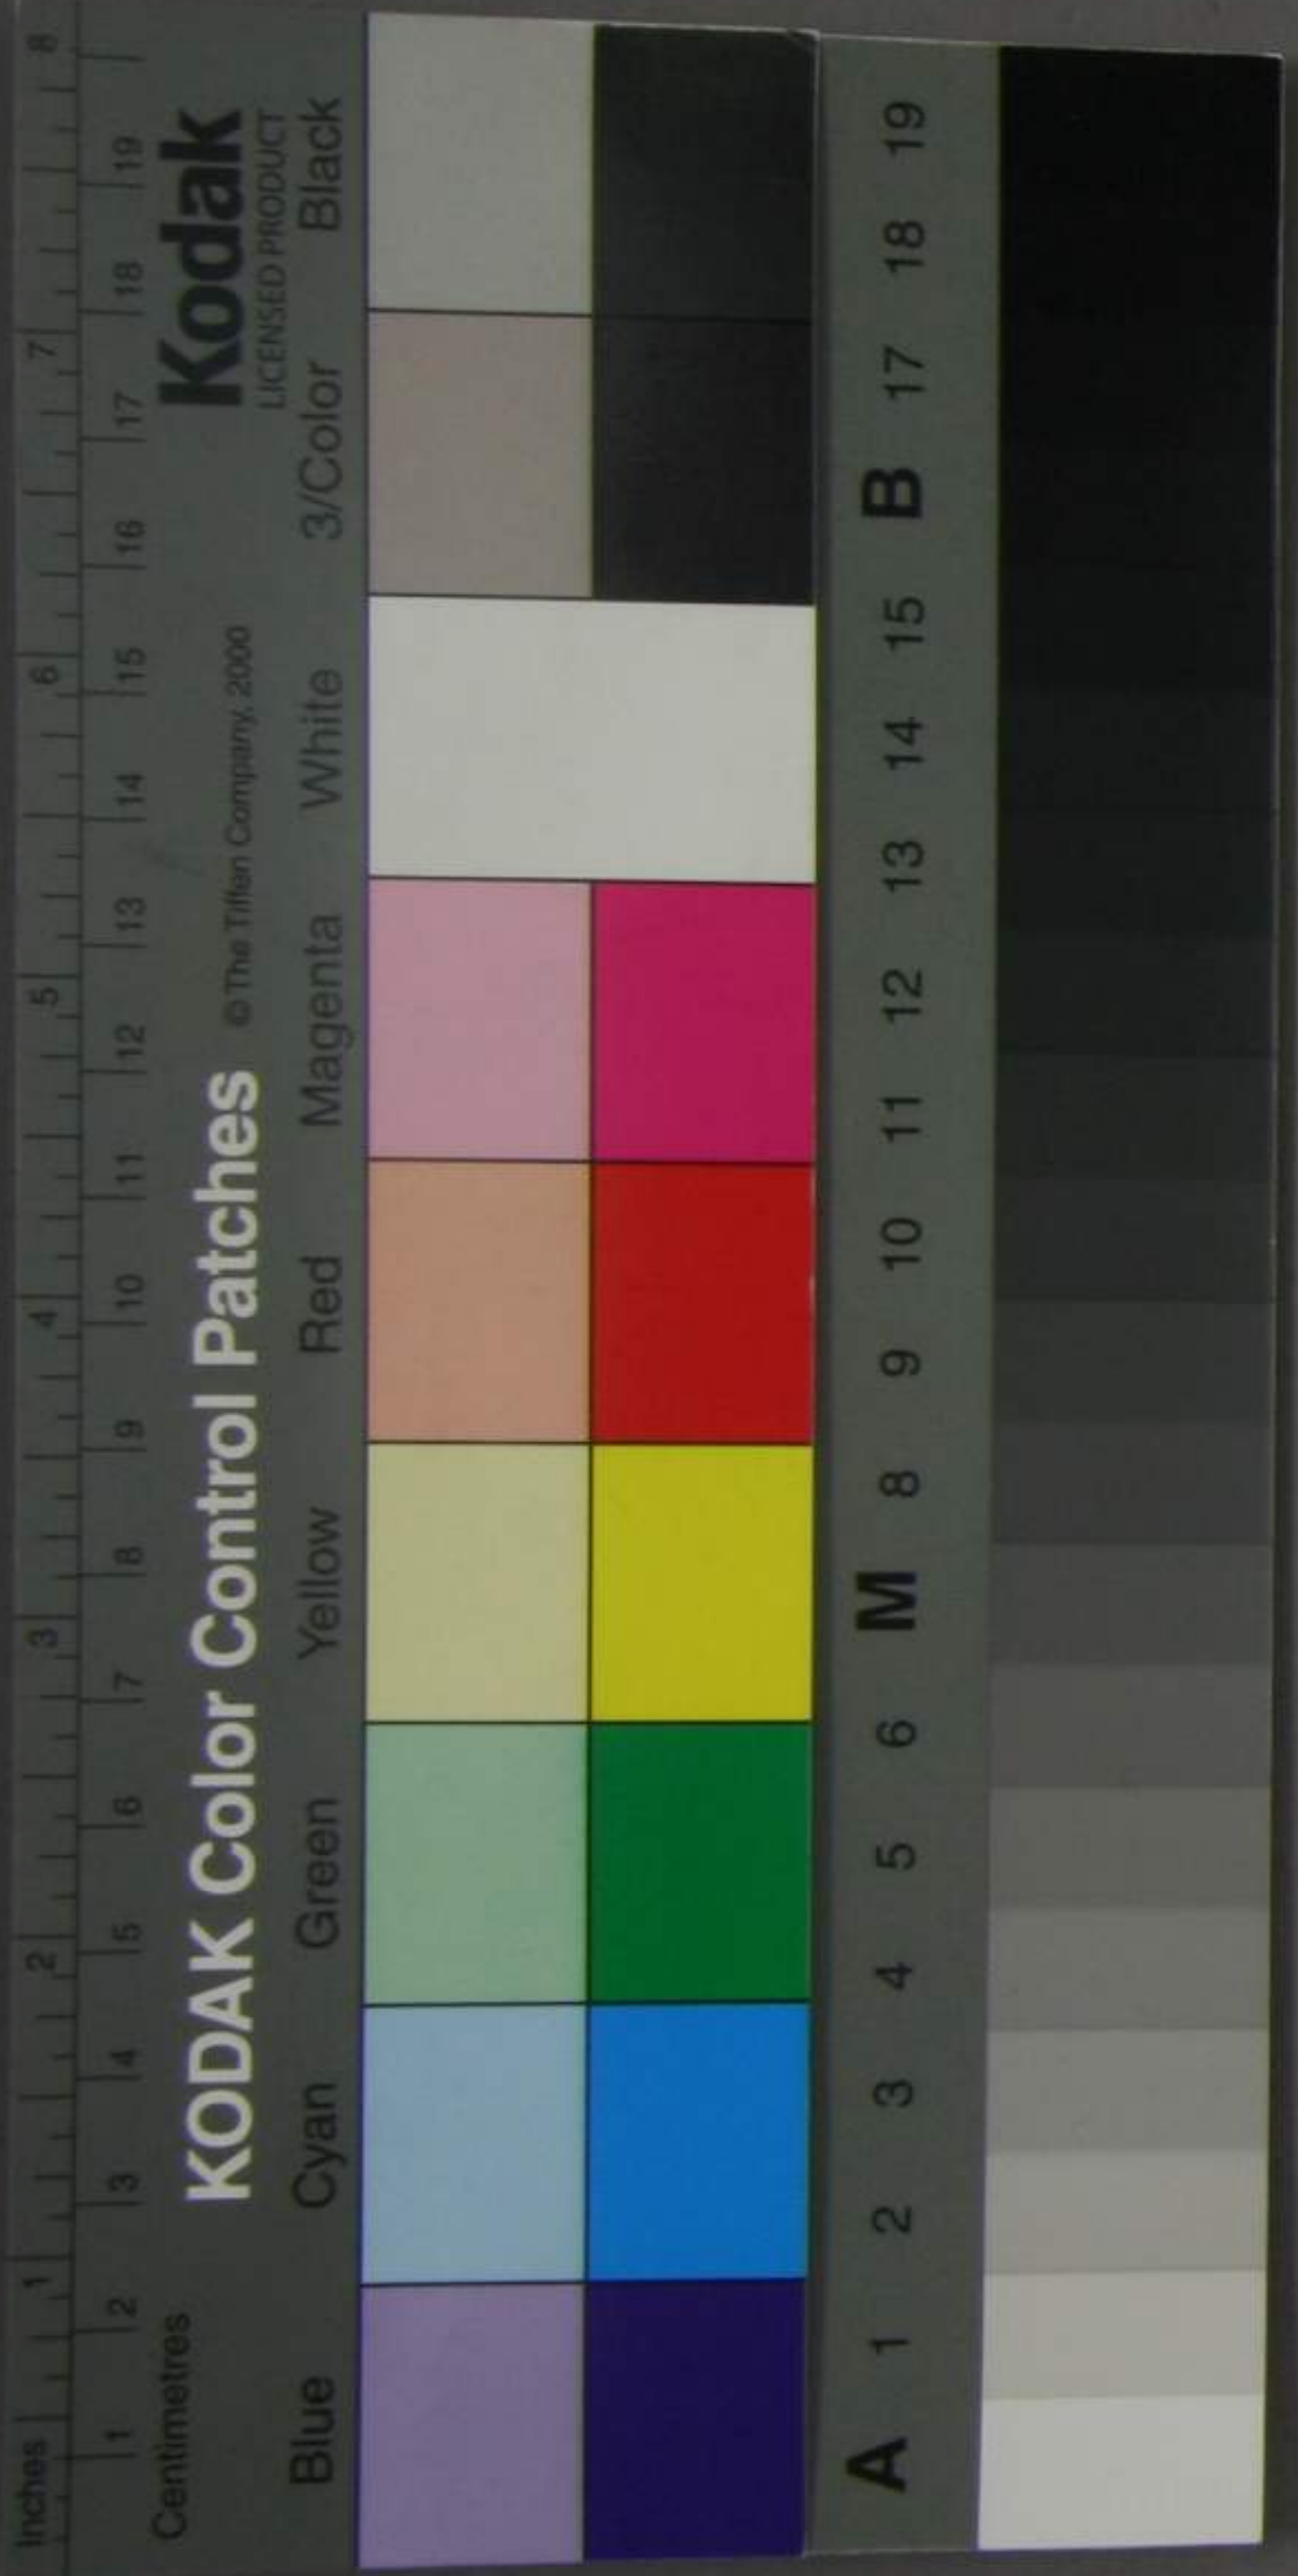 Inches 1 2 3 4 5 6 7 8
1 2 3 4 5 6 7 8 9 10 11 12 13 14 15 16 17 18 19
Centimetres
KODAK Color Control Patches © The Tiffen Company, 2000 Kodak
LICENSED PRODUCT
Blue Cyan Green Yellow Red Magenta White 3/Color Black
A 1 2 3 4 5 6 M 8 9 10 11 12 13 14 15 B 17 18 19